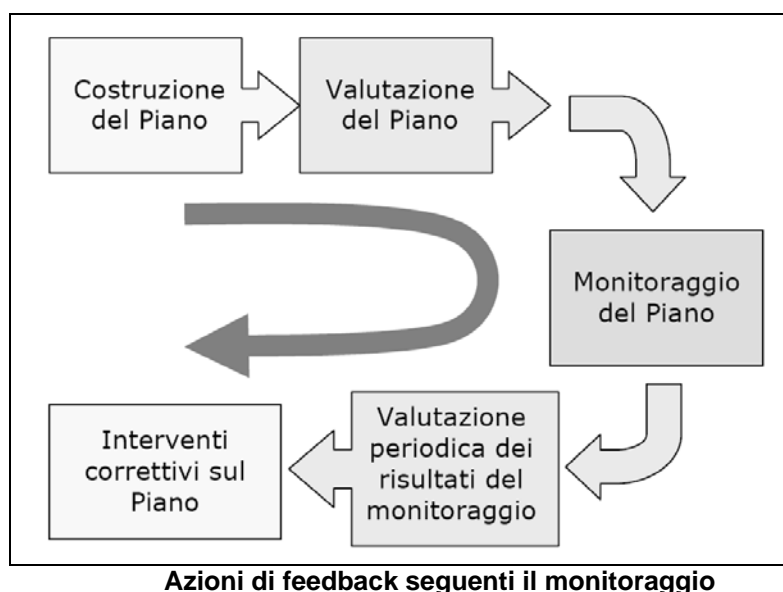 Costruzione
del Piano
Valutazione
del Piano
Monitoraggio
del Piano
Valutazione
periodica dei
risultati del
monitoraggio
Interventi
correttivi sul
Piano
Azioni di feedback seguenti il monitoraggio